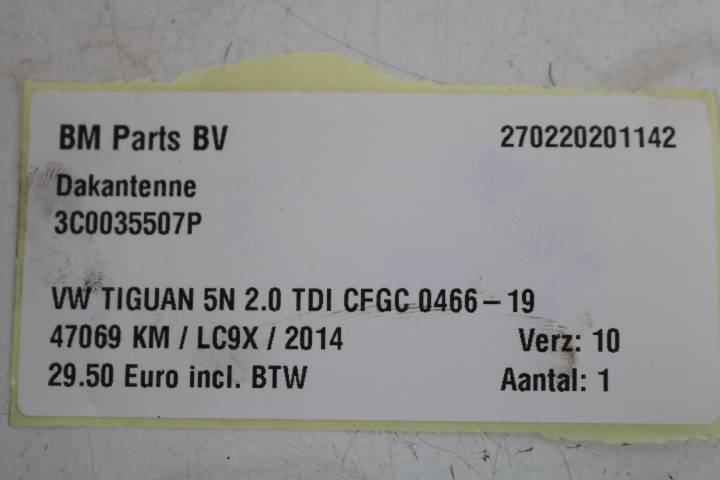 BM Parts BV 270220201142
Dakantenne
3C0035507P
VW TIGUAN 5N 2.0 TDI CFGC 0466-19
47069 KM / LC9X / 2014 Verz: 10
29.50 Euro incl. BTW Aantal: 1